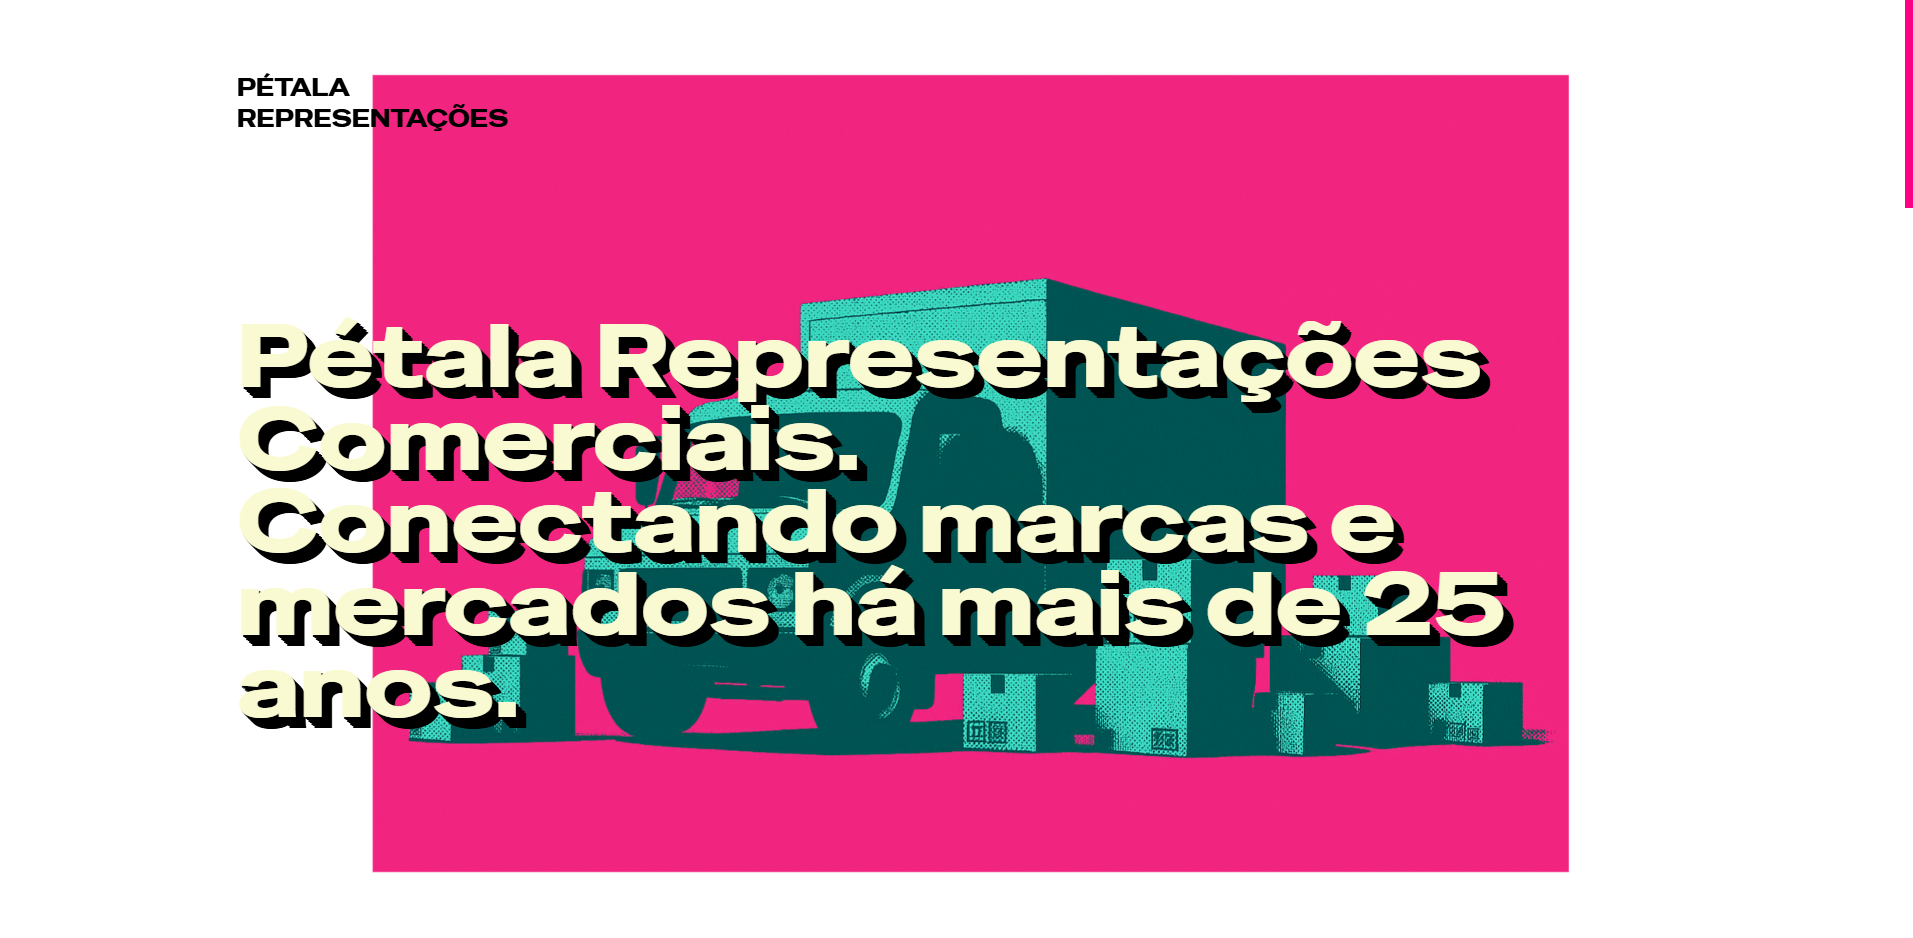 PÉTALA
REPRESENTAÇÕES
Pétala Representações
Comerciais.
Conectando marcas e
mercados há mais de 25
anos.